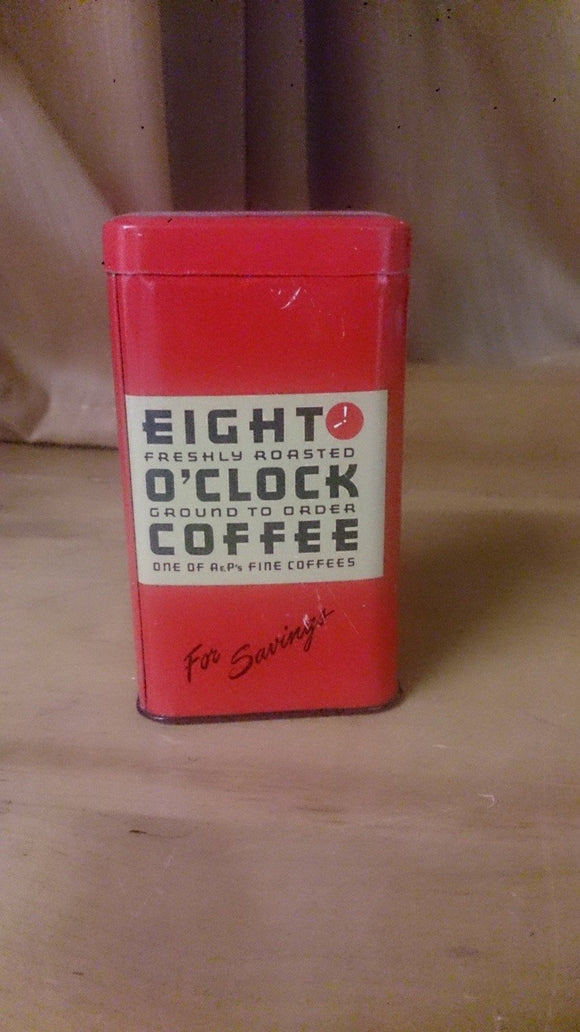 EIGHT
FRESHLY ROASTED
O'CLOCK
GROUND TO ORDER
COFFEE
ONE OF A&P's FINE COFFEES
For Savings